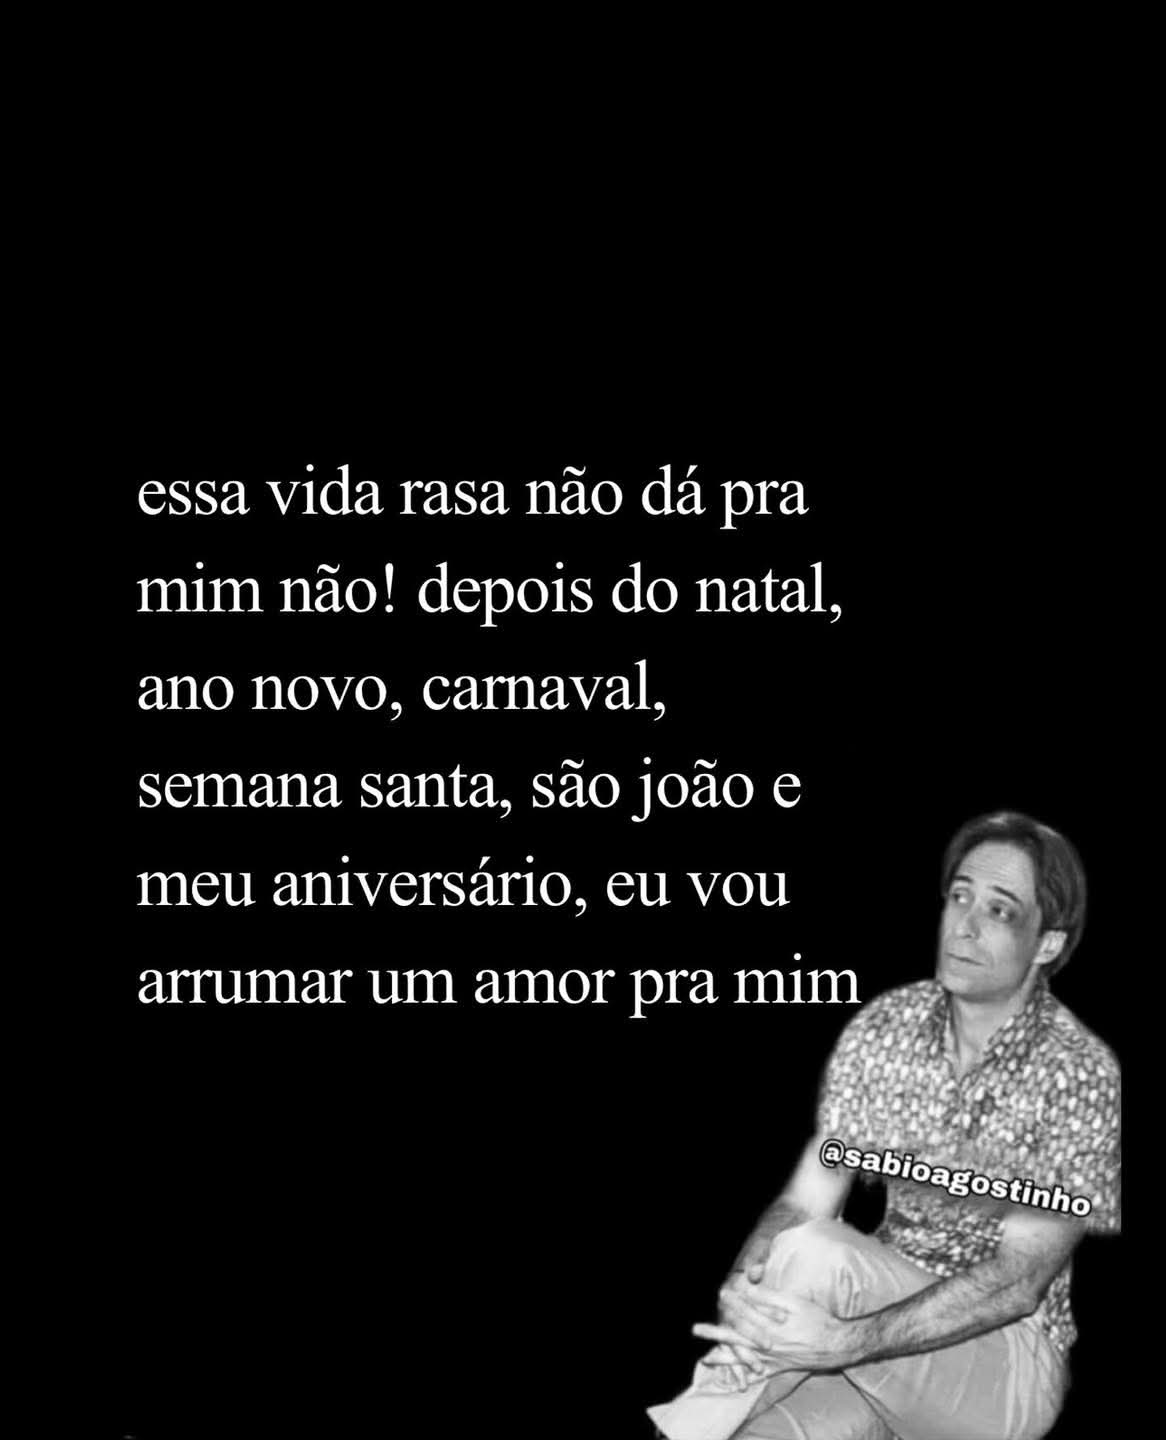 essa vida rasa não dá pra
mim não! depois do natal,
ano novo, carnaval,
semana santa, são joão e
meu aniversário, eu vou
arrumar um amor pra mim
@sabioagostinho